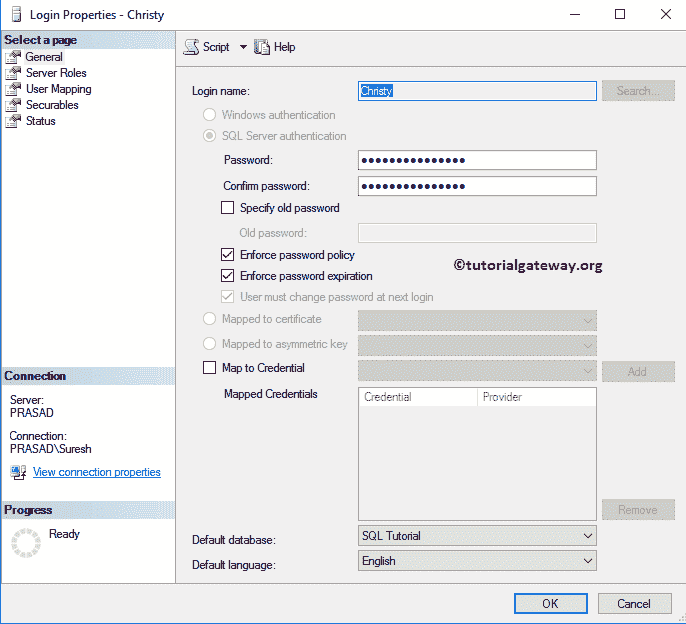 Login Properties - Christy
Select a page
General
Server Roles
User Mapping
Securables
Status
Script
Help
Login name:
Christy
Search...
Windows authentication
SQL Server authentication
Password:
●●●●●●●●●●●●●●●
Confirm password:
●●●●●●●●●●●●●●●
Specify old password
Old password:
Enforce password policy
Enforce password expiration
User must change password at next login
©tutorialgateway.org
Mapped to certificate
Mapped to asymmetric key
Map to Credential
Add
Mapped Credentials
Credential Provider
Remove
Default database:
SQL Tutorial
Default language:
English
Connection
Server:
PRASAD
Connection:
PRASAD\Suresh
View connection properties
Progress
Ready
OK
Cancel